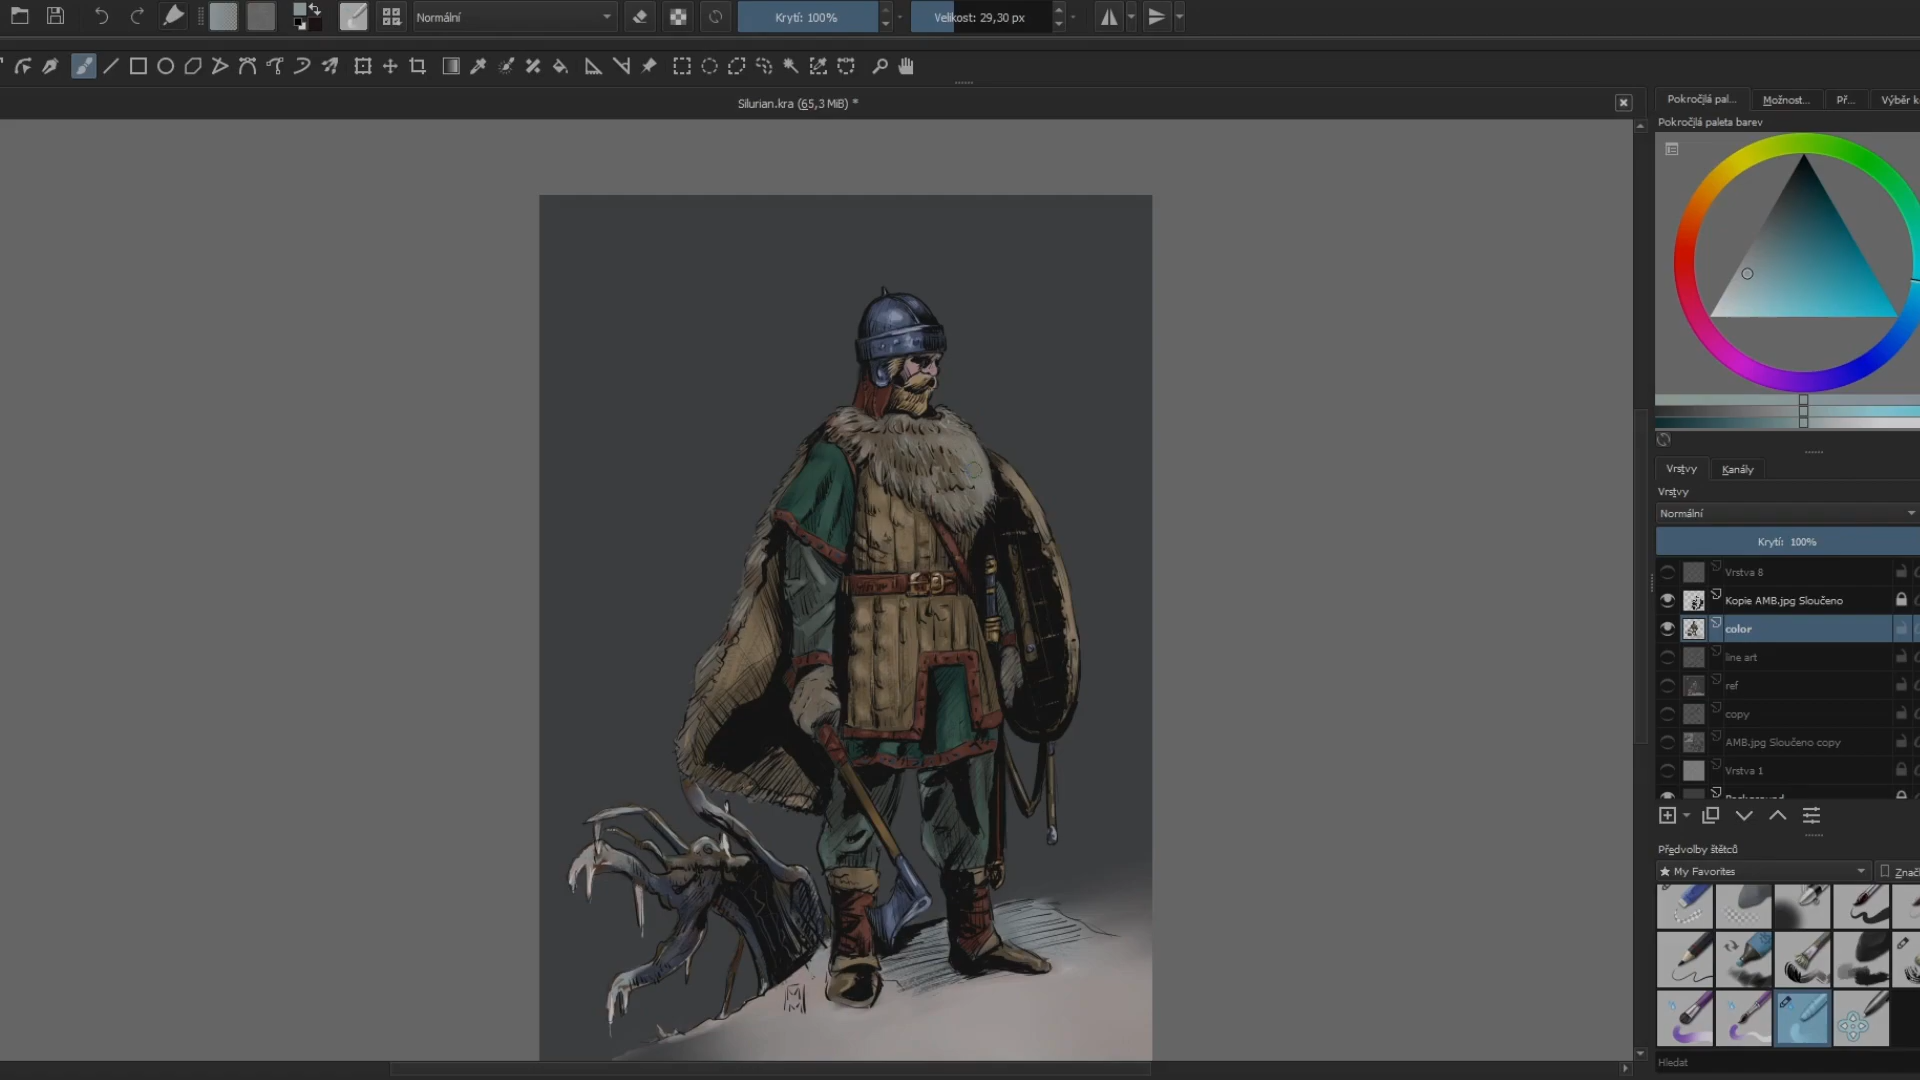 Normální
Krytí: 100%
Velikost: 29,30 px
Silurian.kra (65,3 MiB) *
Pokročilá pal...
Možnost...
Př...
Výběr
Pokročilá paleta barev
Vrstvy
Kanály
Vrstvy
Normální
Krytí: 100%
Vrstva 8
Kopie AMB.jpg Sloučeno
color
line art
ref
copy
AMB.jpg Sloučeno copy
Vrstva 1
Background
Předvolby štětců
★ My Favorites
Znač
Hledat